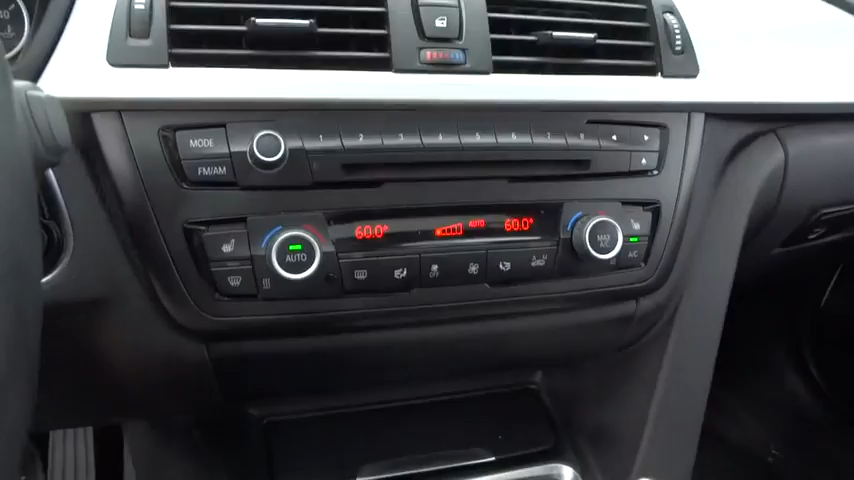 MODE 1 2 3 4 5 6 7 8
FM/AM
60.0° AUTO 60.0°
AUTO MAX A/C
OFF A/C